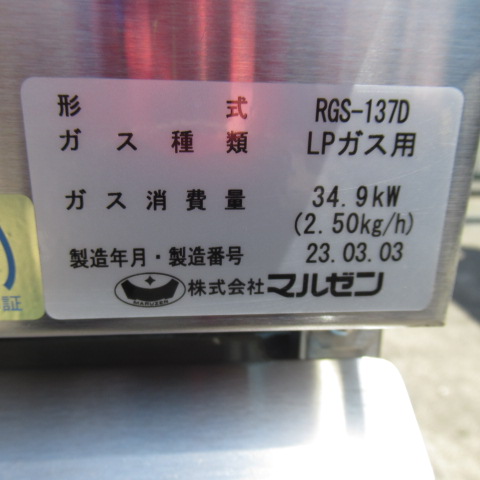 形 式 RGS-137D
ガス種類 LPガス用
ガス消費量 34.9kW
(2.50kg/h)
製造年月・製造番号 23.03.03
MARUZEN 株式会社マルゼン
証